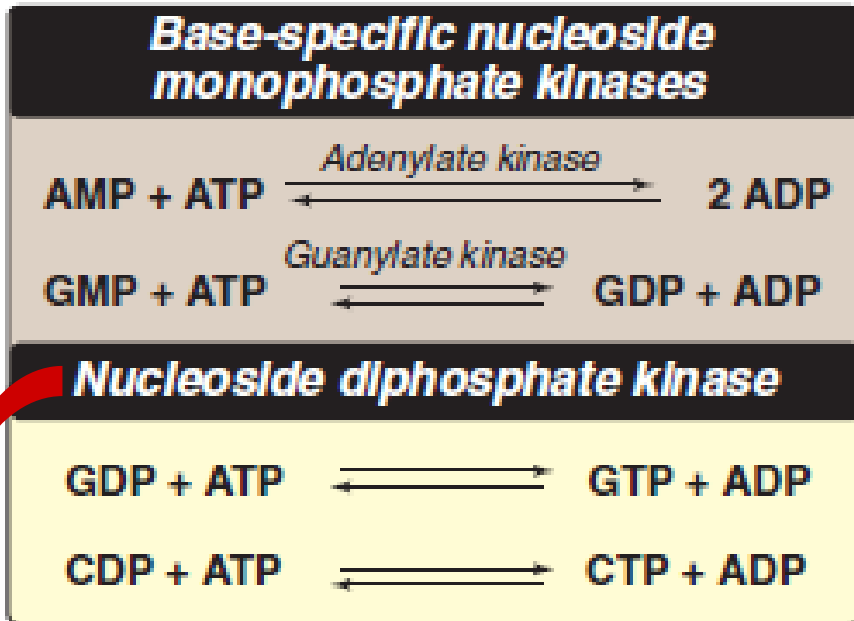 Base-specific nucleoside
monophosphate kinases
Adenylate kinase
AMP + ATP 2 ADP
Guanylate kinase
GMP + ATP GDP + ADP
Nucleoside diphosphate kinase
GDP + ATP GTP + ADP
CDP + ATP CTP + ADP